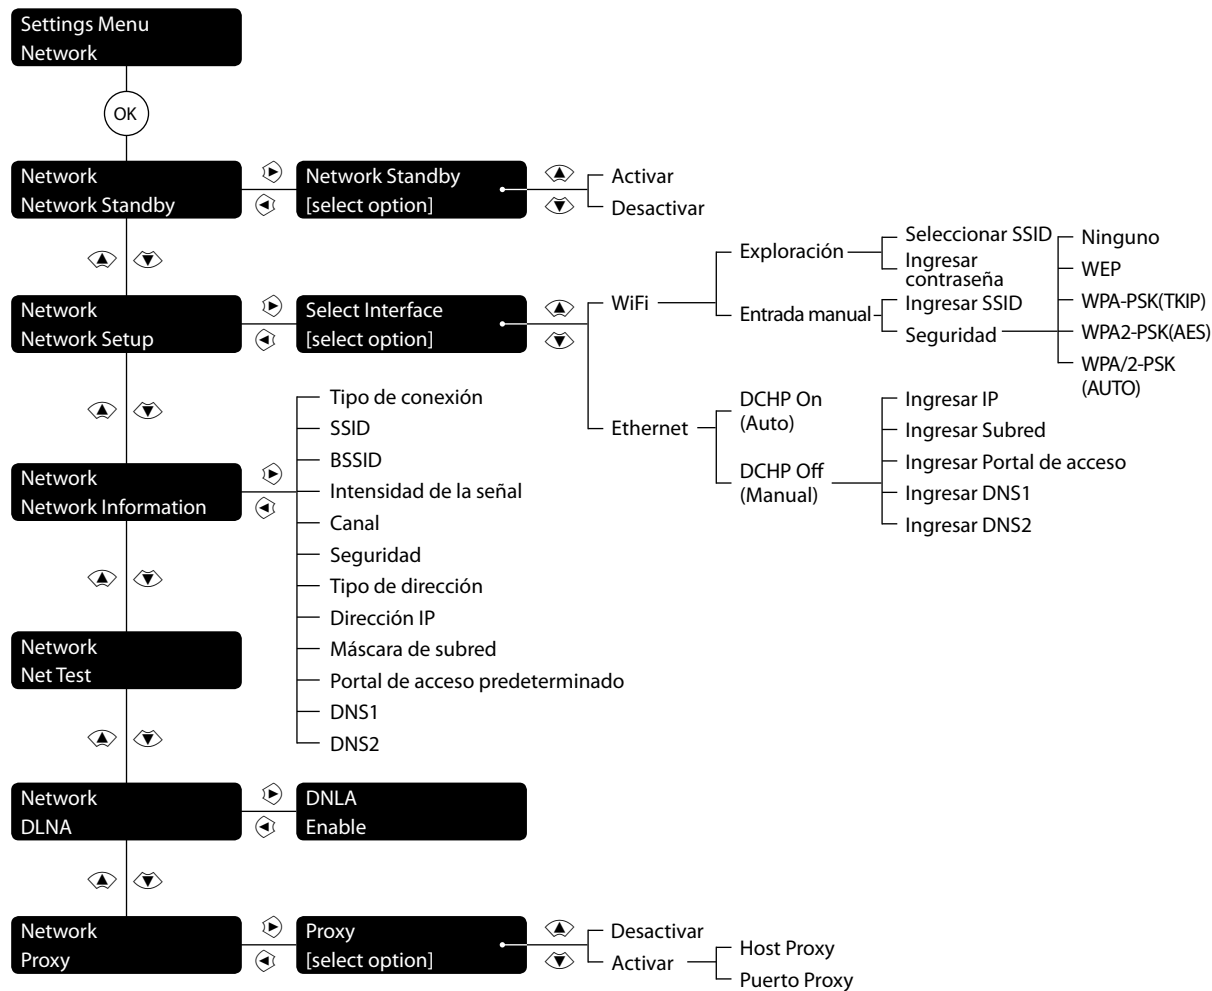 Settings Menu
Network
OK
Network
Network Standby
Network Standby
[select option]
Activar
Desactivar
Network
Network Setup
Select Interface
[select option]
WiFi
Exploración
Seleccionar SSID
Ingresar
contraseña
Entrada manual
Ingresar SSID
Seguridad
Ninguno
WEP
WPA-PSK(TKIP)
WPA2-PSK(AES)
WPA/2-PSK
(AUTO)
Ethernet
DCHP On
(Auto)
DCHP Off
(Manual)
Ingresar IP
Ingresar Subred
Ingresar Portal de acceso
Ingresar DNS1
Ingresar DNS2
Network
Network Information
Tipo de conexión
SSID
BSSID
Intensidad de la señal
Canal
Seguridad
Tipo de dirección
Dirección IP
Máscara de subred
Portal de acceso predeterminado
DNS1
DNS2
Network
Net Test
Network
DLNA
DNLA
Enable
Network
Proxy
Proxy
[select option]
Desactivar
Activar
Host Proxy
Puerto Proxy